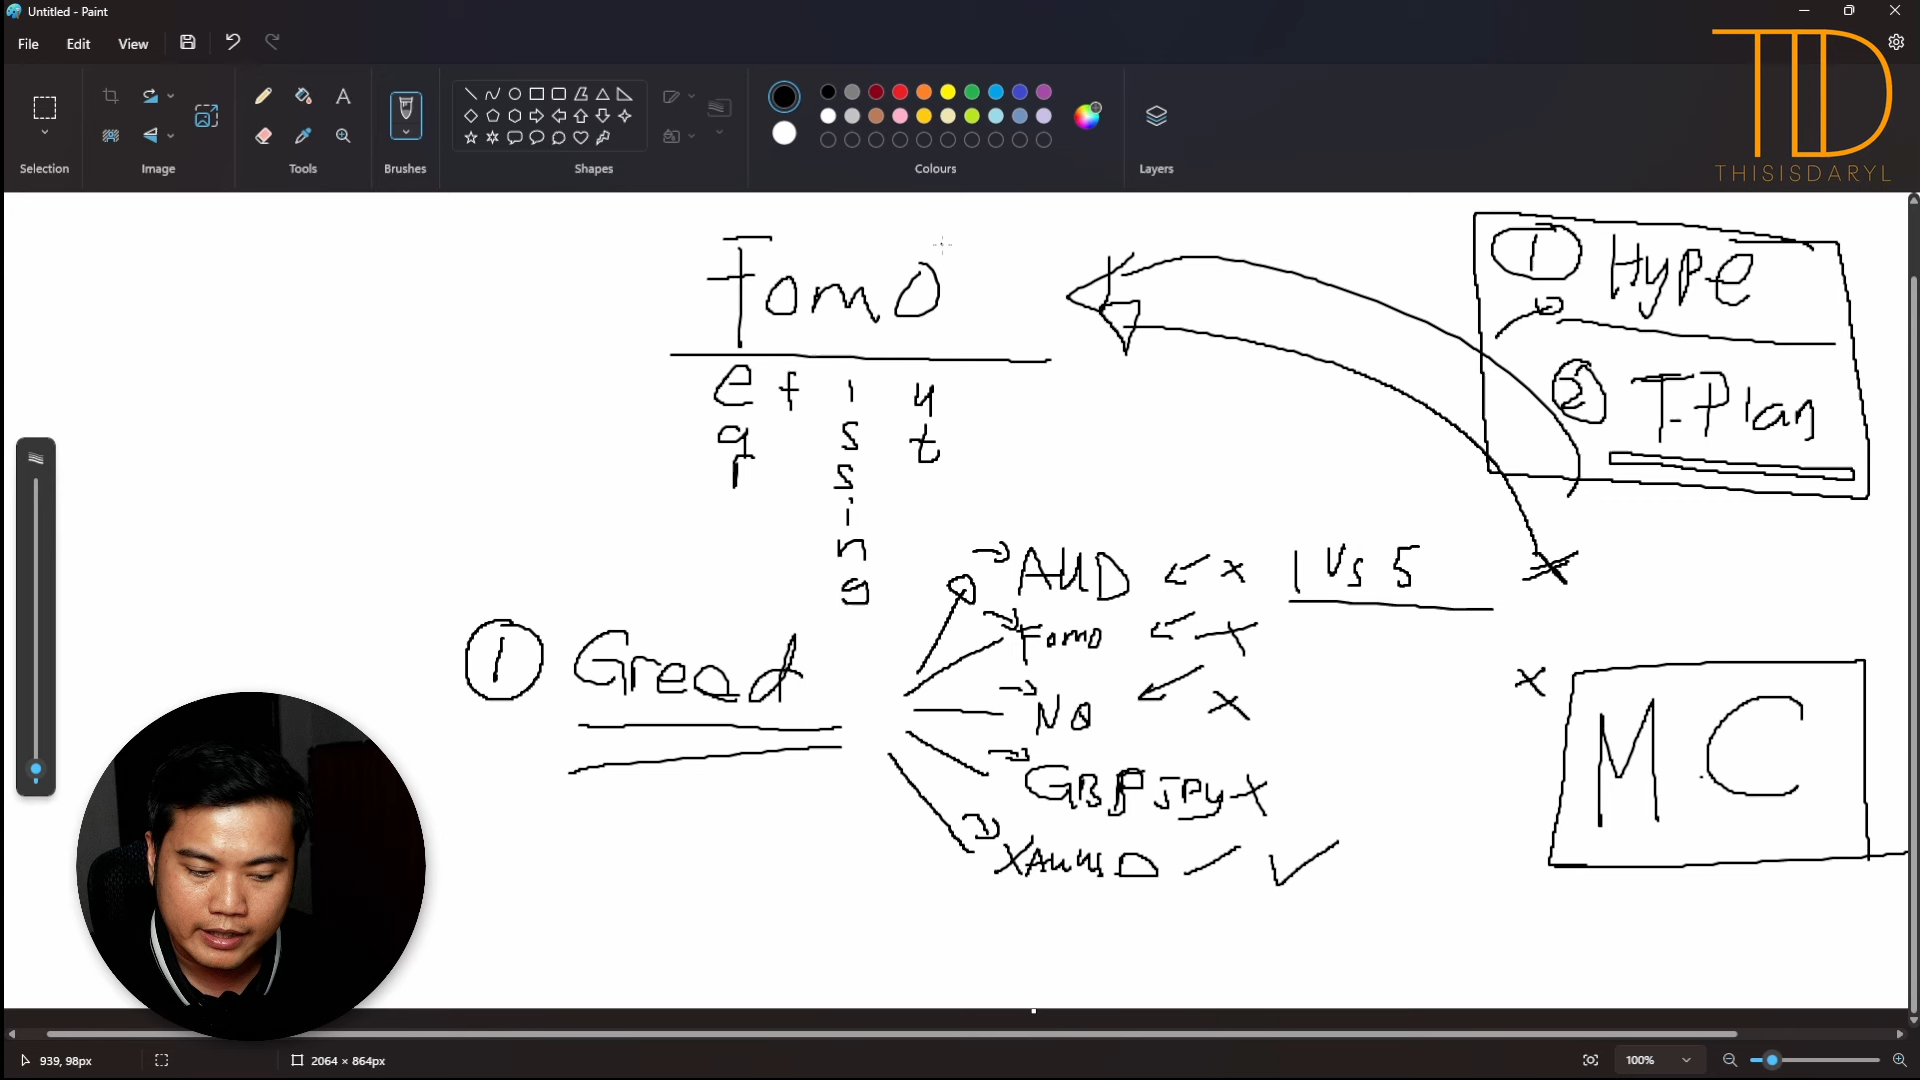 Untitled - Paint
File Edit View
Selection Image Tools Brushes Shapes Colours Layers
THISISDARYL
Fomo
e f i u
a s t
r s
i
n
g
① Hype
② T-Plan
① Greed
AUD x 1 Vs 5 x
Fomo x
NQ x
GBPJPY x
XAUUSD ✓
x MC
939, 98px 2064 × 864px 100%